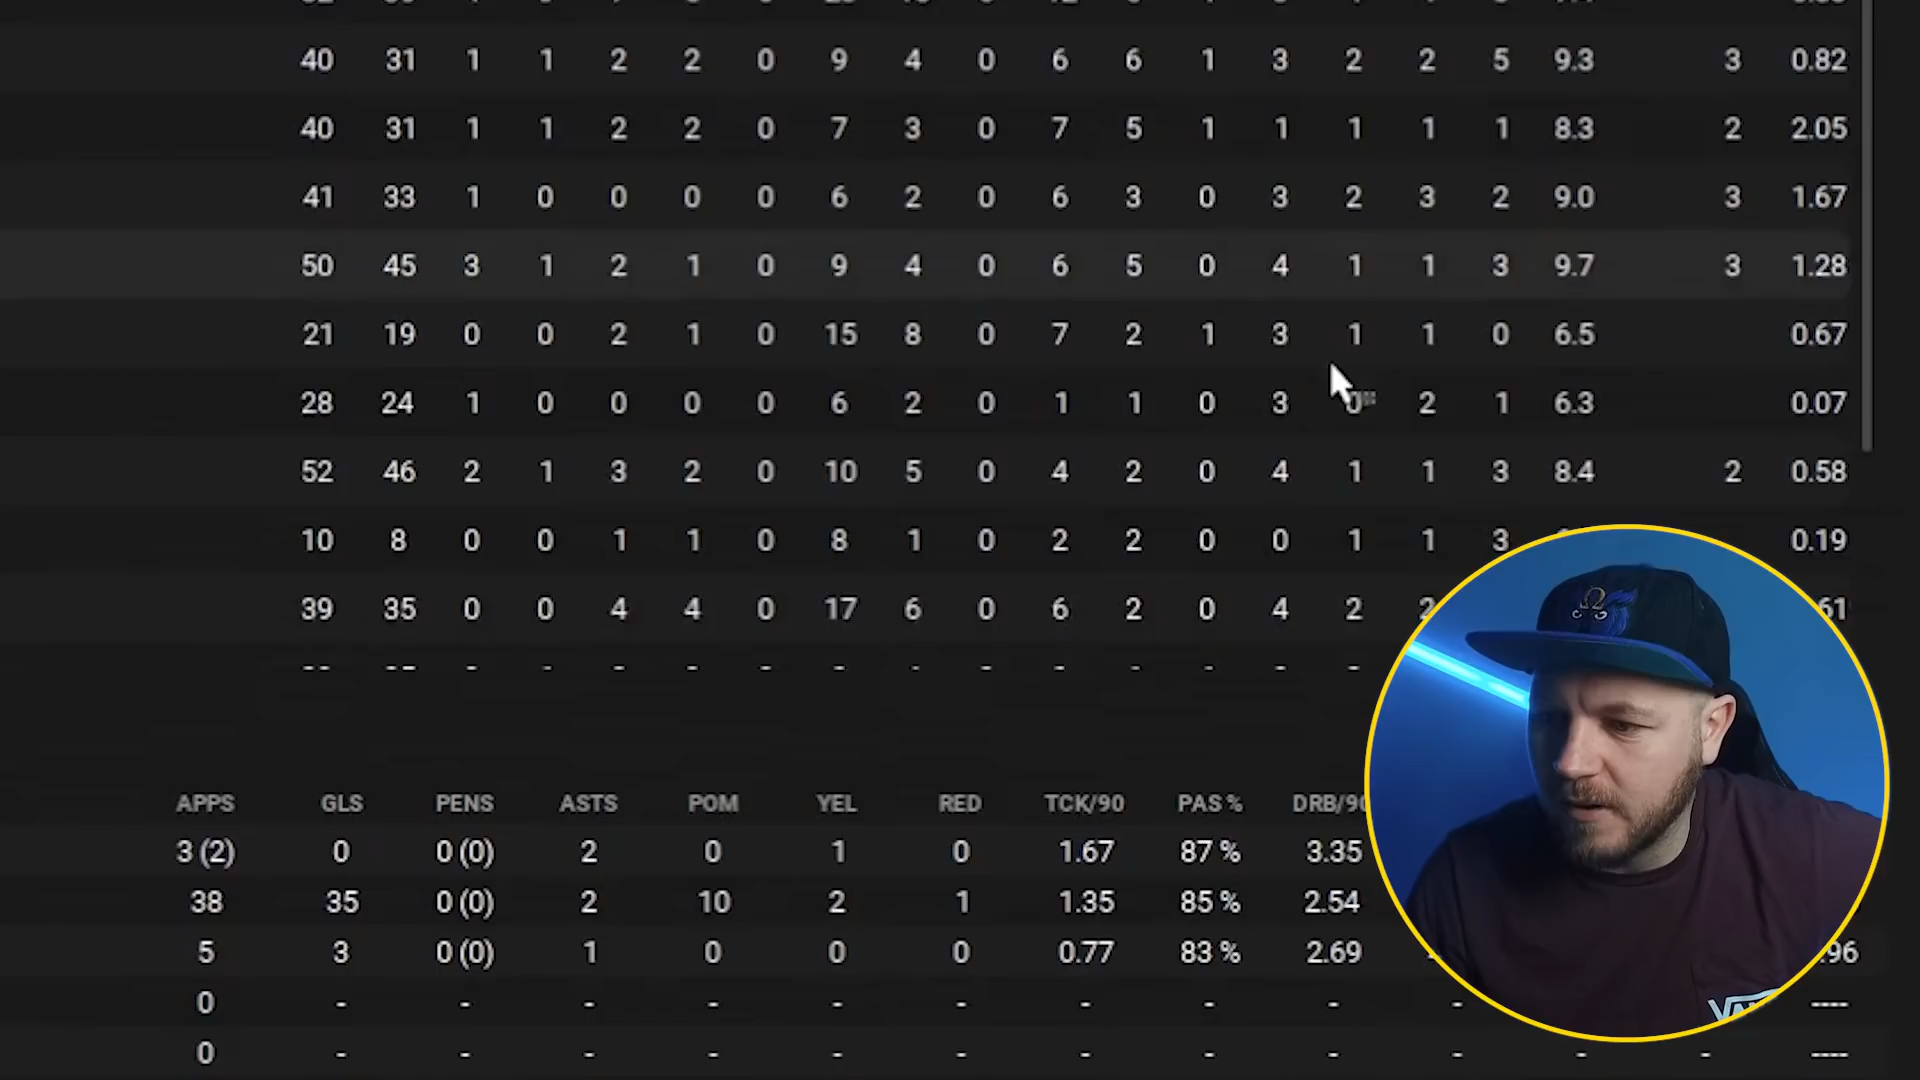 40 31 1 1 2 2 0 9 4 0 6 6 1 3 2 2 5 9.3 3 0.82
40 31 1 1 2 2 0 7 3 0 7 5 1 1 1 1 1 8.3 2 2.05
41 33 1 0 0 0 0 6 2 0 6 3 0 3 2 3 2 9.0 3 1.67
50 45 3 1 2 1 0 9 4 0 6 5 0 4 1 1 3 9.7 3 1.28
21 19 0 0 2 1 0 15 8 0 7 2 1 3 1 1 0 6.5 0.67
28 24 1 0 0 0 0 6 2 0 1 1 0 3 0 2 1 6.3 0.07
52 46 2 1 3 2 0 10 5 0 4 2 0 4 1 1 3 8.4 2 0.58
10 8 0 0 1 1 0 8 1 0 2 2 0 0 1 1 3 0.19
39 35 0 0 4 4 0 17 6 0 6 2 0 4 2 2
APPS GLS PENS ASTS POM YEL RED TCK/90 PAS % DRB/90
3 (2) 0 0 (0) 2 0 1 0 1.67 87 % 3.35
38 35 0 (0) 2 10 2 1 1.35 85 % 2.54
5 3 0 (0) 1 0 0 0 0.77 83 % 2.69
0 - - - - - - - - - - ----
0 - - - - - - - - - - - - ----